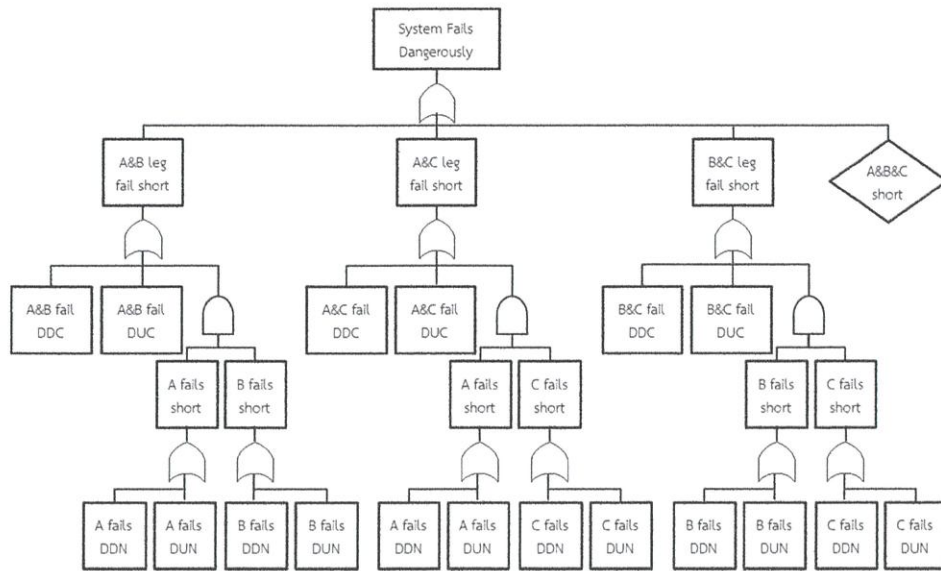 System Fails
Dangerously
A&B leg
fail short
A&C leg
fail short
B&C leg
fail short
A&B&C
short
A&B fail
DDC
A&B fail
DUC
A&C fail
DDC
A&C fail
DUC
B&C fail
DDC
B&C fail
DUC
A fails
short
B fails
short
A fails
short
C fails
short
B fails
short
C fails
short
A fails
DDN
A fails
DUN
B fails
DDN
B fails
DUN
A fails
DDN
A fails
DUN
C fails
DDN
C fails
DUN
B fails
DDN
B fails
DUN
C fails
DDN
C fails
DUN